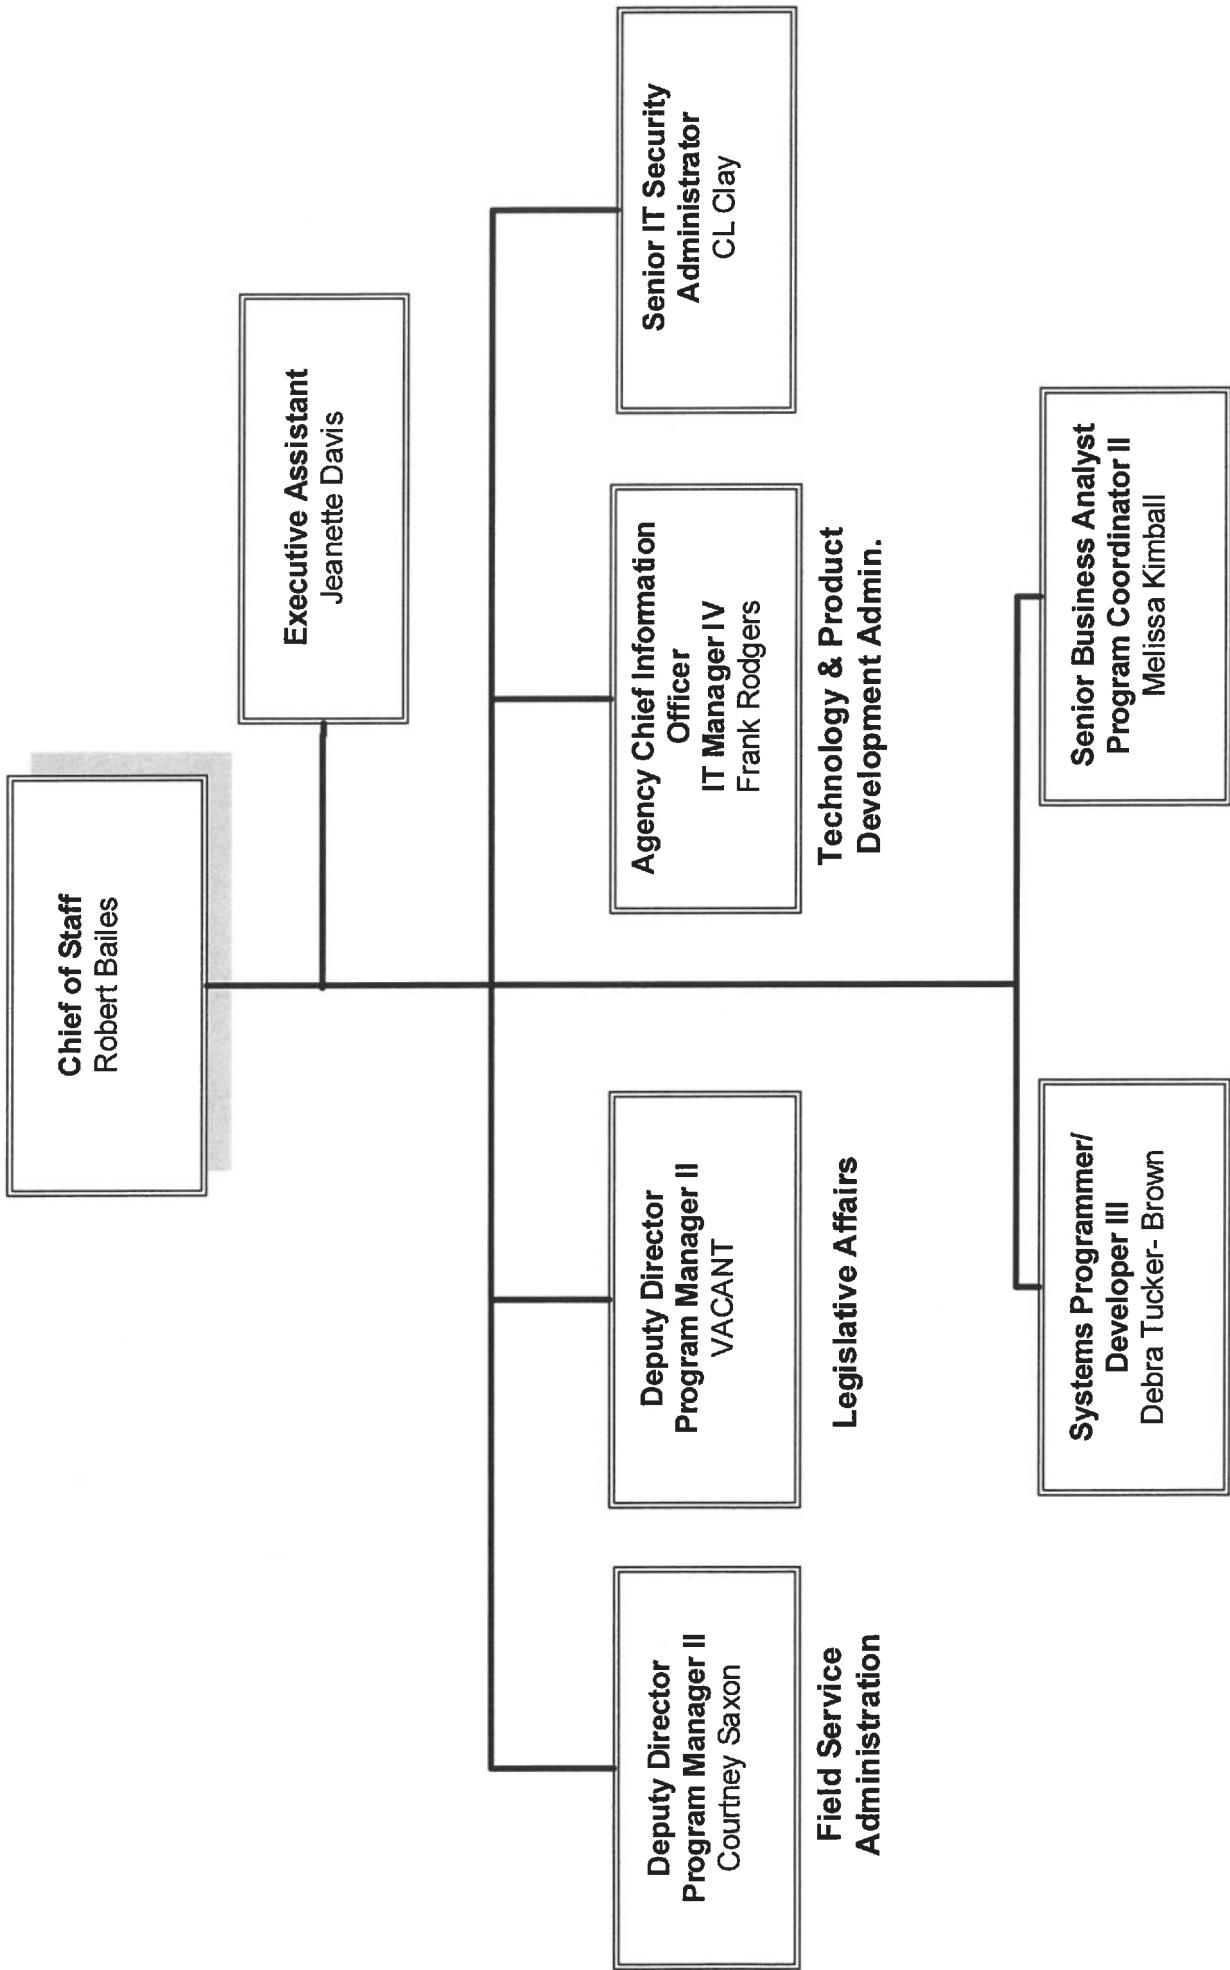 Chief of Staff
Robert Bailes
Executive Assistant
Jeanette Davis
Deputy Director
Program Manager II
Courtney Saxon
Field Service
Administration
Deputy Director
Program Manager II
VACANT
Legislative Affairs
Agency Chief Information
Officer
IT Manager IV
Frank Rodgers
Technology & Product
Development Admin.
Senior IT Security
Administrator
CL Clay
Systems Programmer/
Developer III
Debra Tucker- Brown
Senior Business Analyst
Program Coordinator II
Melissa Kimball